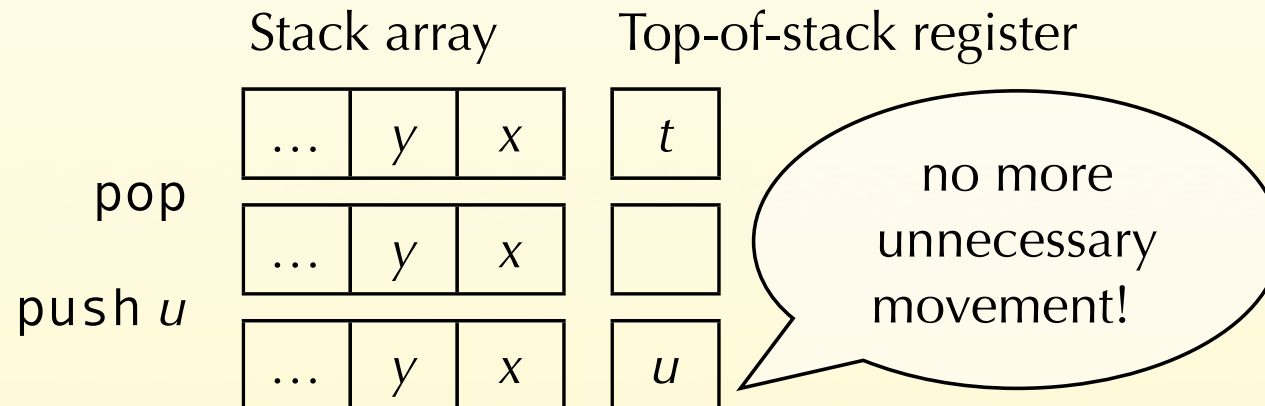 Stack array Top-of-stack register
… y x t
pop
… y x
push u
… y x u
no more
unnecessary
movement!